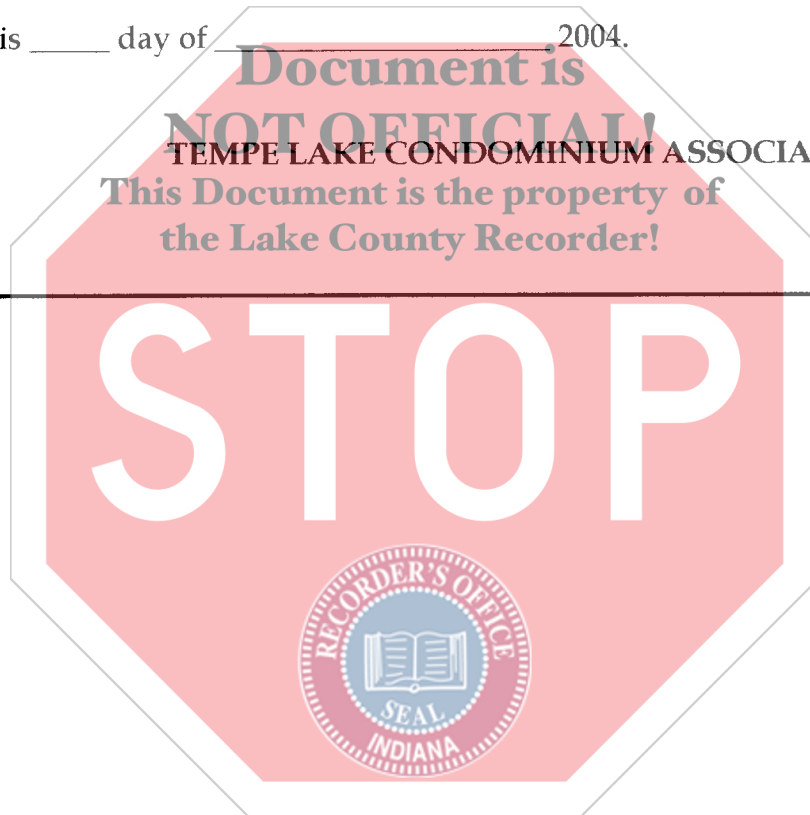 is _____ day of ____________________ 2004.
Document is
NOT OFFICIAL!
TEMPE LAKE CONDOMINIUM ASSOCIA
This Document is the property of
the Lake County Recorder!
STOP
RECORDER'S OFFICE
SEAL
INDIANA